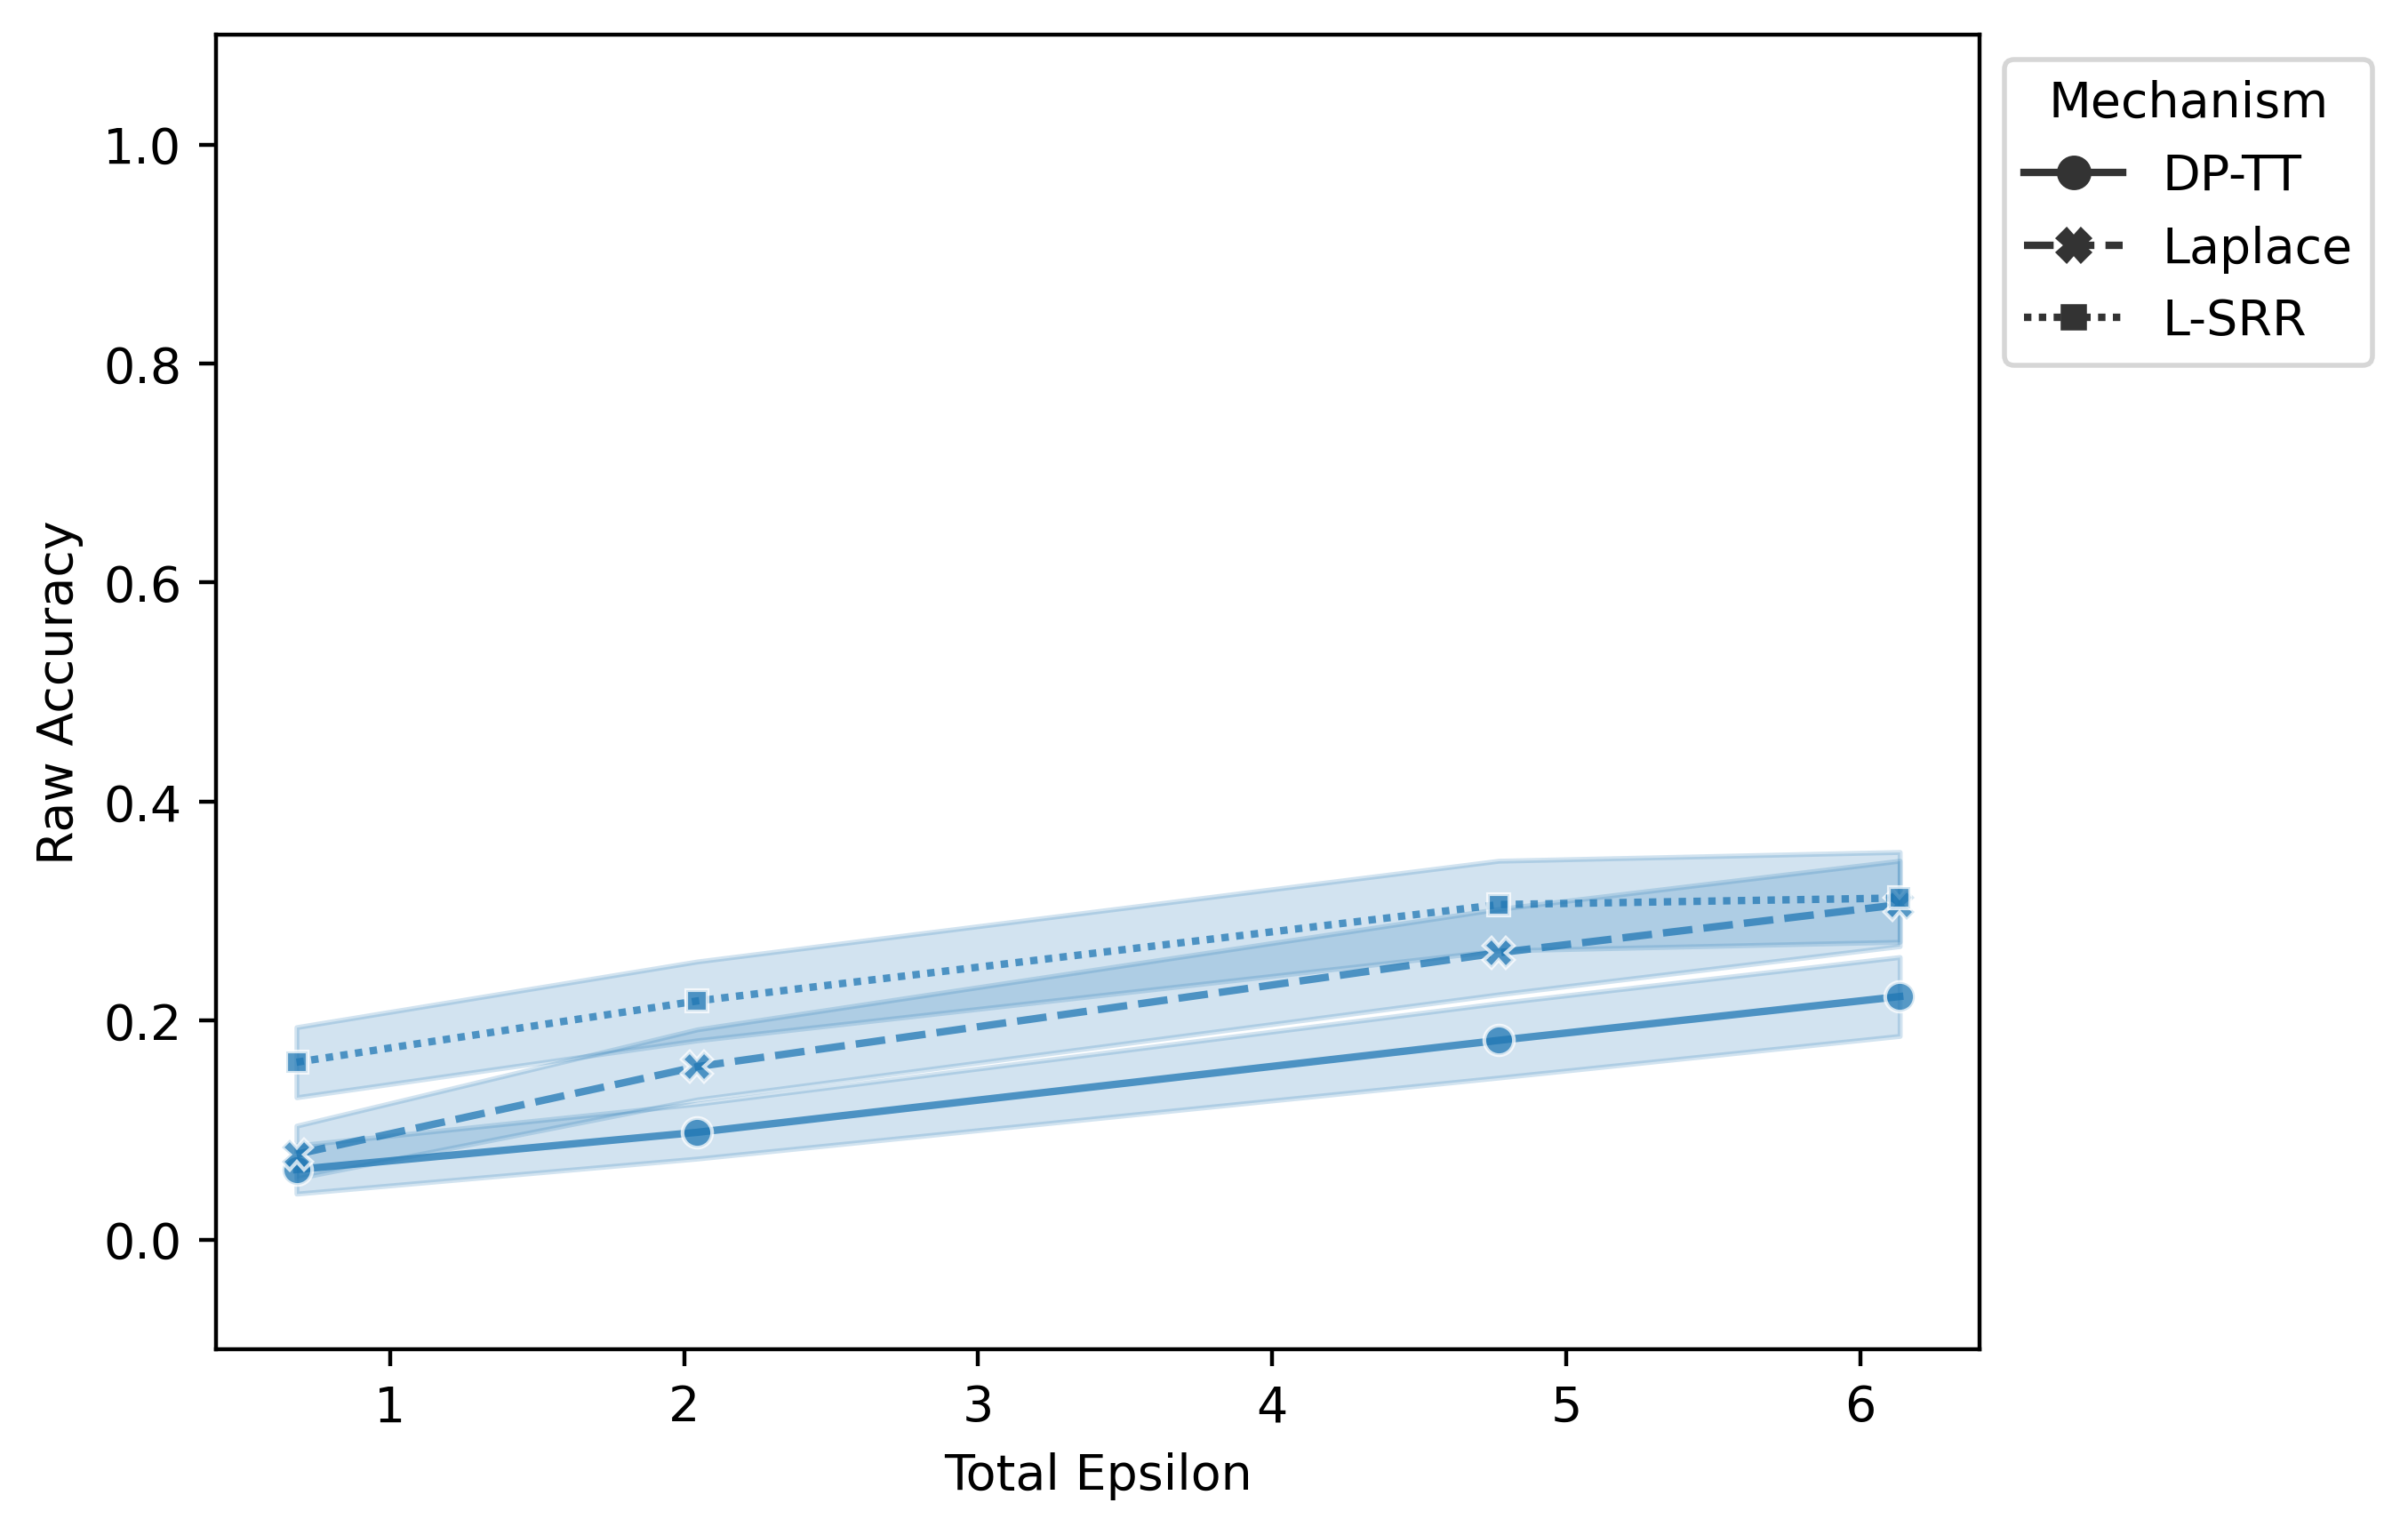 Mechanism
DP-TT
Laplace
L-SRR
1.0
0.8
0.6
0.4
0.2
0.0
Raw Accuracy
1 2 3 4 5 6
Total Epsilon